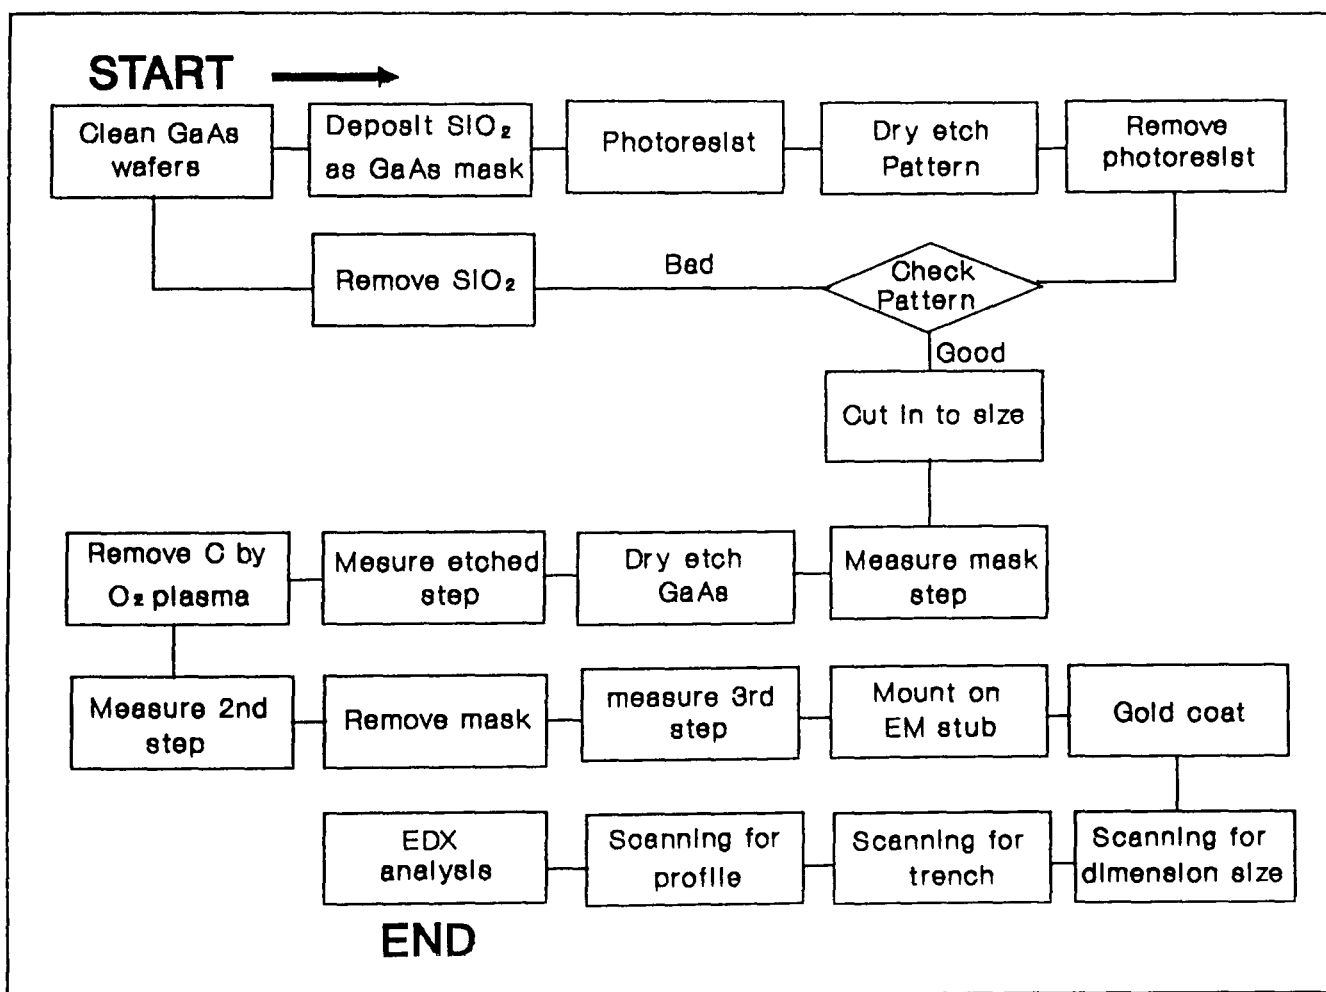 START
Clean GaAs
wafers
Deposit SiO₂
as GaAs mask
Photoresist
Dry etch
Pattern
Remove
photoresist
Remove SiO₂
Bad
Check
Pattern
Good
Cut in to size
Remove C by
O₂ plasma
Mesure etched
step
Dry etch
GaAs
Measure mask
step
Measure 2nd
step
Remove mask
measure 3rd
step
Mount on
EM stub
Gold coat
EDX
analysis
Scanning for
profile
Scanning for
trench
Scanning for
dimension size
END